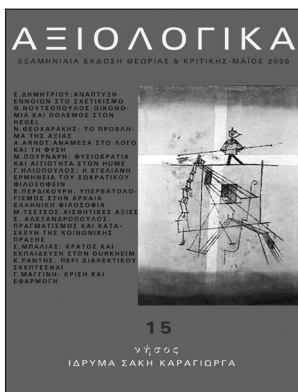 ΑΞΙΟΛΟΓΙΚΑ
ΕΞΑΜΗΝΙΑΙΑ ΕΚΔΟΣΗ ΘΕΩΡΙΑΣ & ΚΡΙΤΙΚΗΣ-ΜΑΪΟΣ 2006
Σ.ΔΗΜΗΤΡΙΟΥ: ΑΝΑΠΤΥΞΗ
ΕΝΝΟΙΩΝ ΣΤΟ ΣΧΕΤΙΚΙΣΜΟ
Θ.ΝΟΥΤΣΟΠΟΥΛΟΣ:ΟΙΚΟΝΟ-
ΜΙΑ ΚΑΙ ΠΟΛΕΜΟΣ ΣΤΟΝ
HEGEL
Ν.ΘΕΟΧΑΡΑΚΗΣ: ΤΟ ΠΡΟΒΛΗ-
ΜΑ ΤΗΣ ΑΞΙΑΣ
A.ARNDT: ΑΝΑΜΕΣΑ ΣΤΟ ΛΟΓΟ
ΚΑΙ ΤΗ ΦΥΣΗ
Μ.ΠΟΥΡΝΑΡΗ: ΦΥΣΙΟΚΡΑΤΙΑ
ΚΑΙ ΑΙΤΙΟΤΗΤΑ ΣΤΟΝ HUME
Γ.ΗΛΙΟΠΟΥΛΟΣ: Η ΕΓΕΛΙΑΝΗ
ΕΡΜΗΝΕΙΑ ΤΟΥ ΣΩΚΡΑΤΙΚΟΥ
ΦΙΛΟΣΟΦΕΙΝ
Ε.ΠΕΡΔΙΚΟΥΡΗ: ΥΠΕΡΒΑΤΟΛΟ-
ΓΙΣΜΟΣ ΣΤΗΝ ΑΡΧΑΙΑ
ΕΛΛΗΝΙΚΗ ΦΙΛΟΣΟΦΙΑ
Μ.ΤΣΕΤΣΟΣ ΑΙΣΘΗΤΙΚΕΣ ΑΞΙΕΣ
Σ. ΑΛΕΞΑΝΔΡΟΠΟΥΛΟΣ:
ΠΡΑΓΜΑΤΙΣΜΟΣ ΚΑΙ ΚΑΤΑ-
ΣΚΕΥΗ ΤΗΣ ΚΟΙΝΩΝΙΚΗΣ
ΠΡΑΞΗΣ
Σ.ΜΠΑΛΙΑΣ: ΚΡΑΤΟΣ ΚΑΙ
ΕΚΠΑΙΔΕΥΣΗ ΣΤΟΝ DURKHEIM
Κ.ΡΑΝΤΗΣ: ΠΕΡΙ ΔΙΑΛΕΚΤΙΚΟΥ
ΣΚΕΠΤΕΣΘΑΙ
Γ.ΜΑΓΓΙΝΗ: ΚΡΙΣΗ ΚΑΙ
ΕΦΑΡΜΟΓΗ
15
νήσος
ΙΔΡΥΜΑ ΣΑΚΗ ΚΑΡΑΓΙΩΡΓΑ